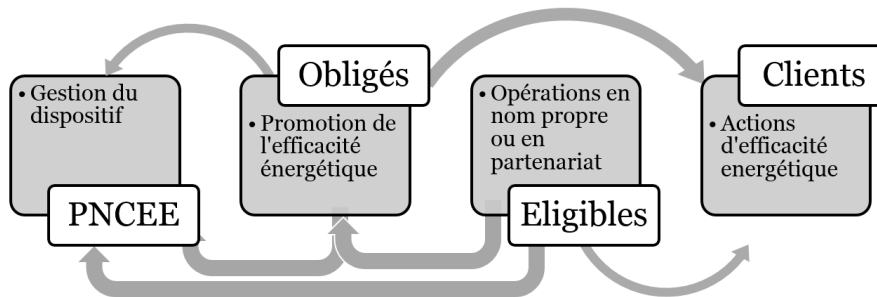 • Gestion du
dispositif
PNCEE
Obligés
• Promotion de
l'efficacité
énergétique
• Opérations en
nom propre
ou en
partenariat
Eligibles
Clients
• Actions
d'efficacité
energétique